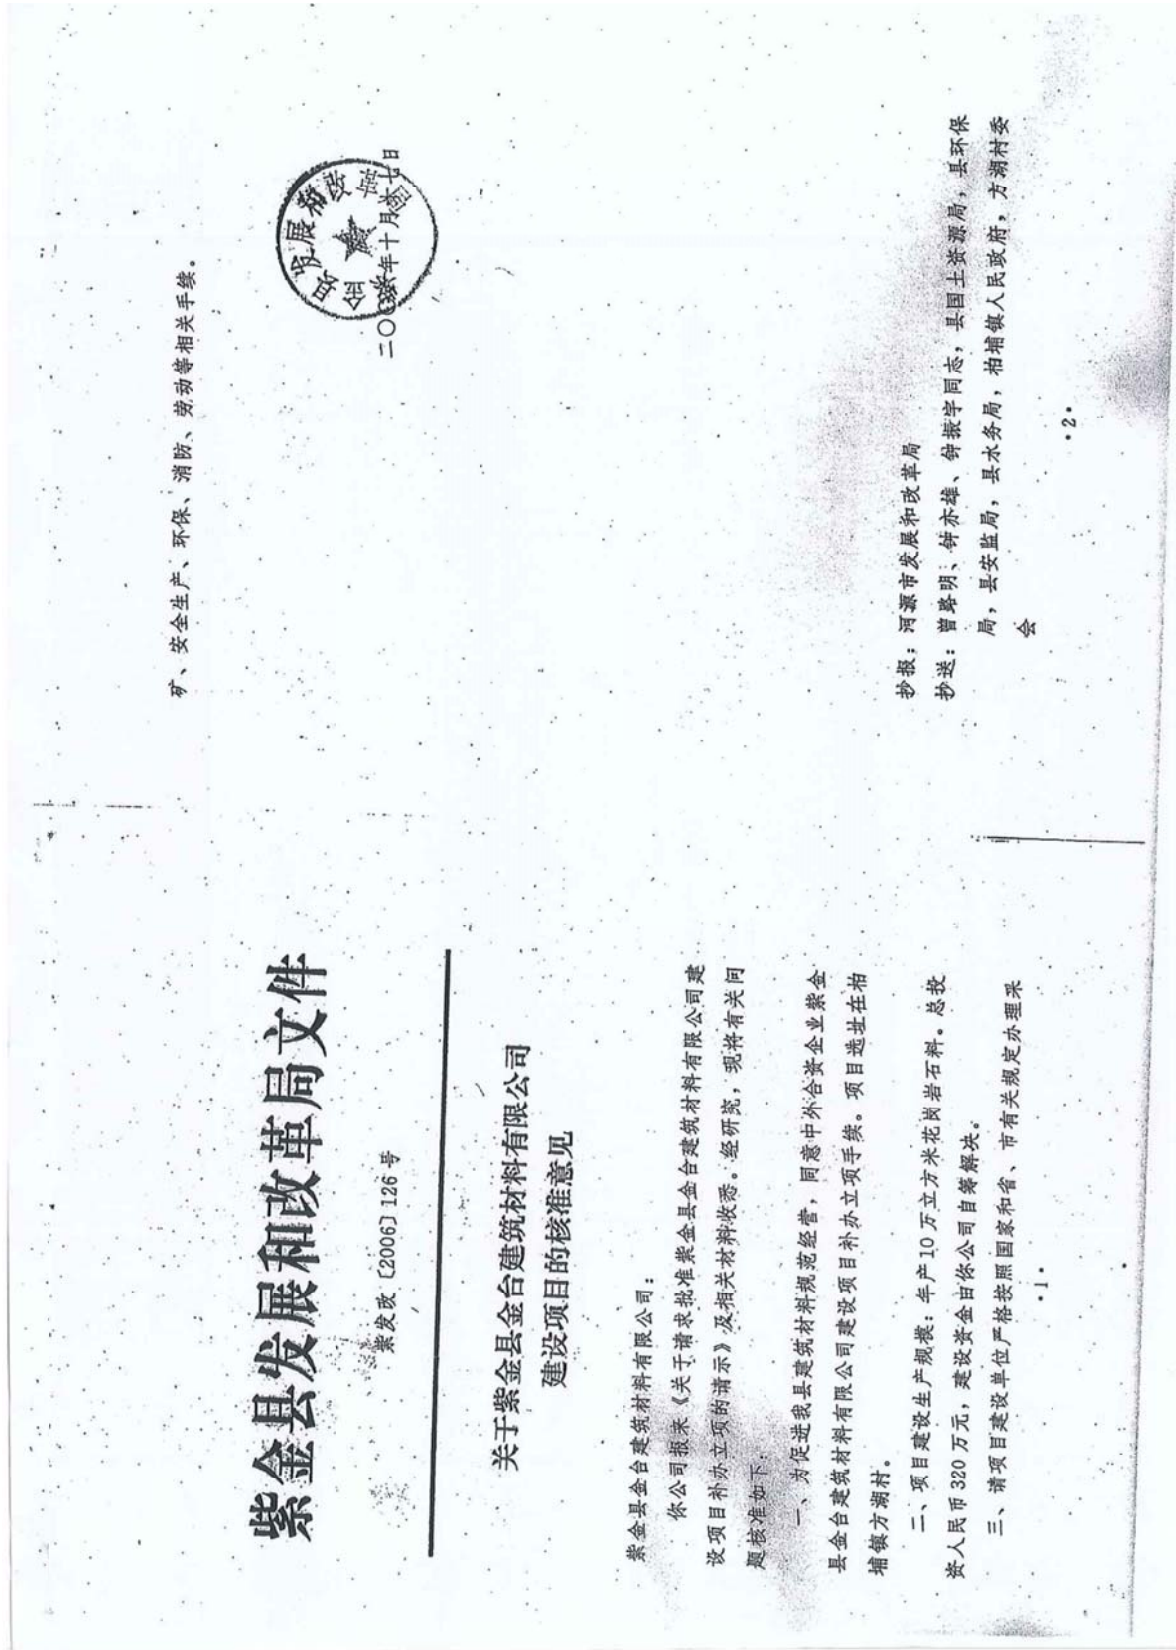 紫金县发展和改革局文件
紫发改〔2006〕126号
关于紫金县金台建筑材料有限公司
建设项目的核准意见
紫金县金台建筑材料有限公司：
你公司报来《关于请求批准紫金县金台建筑材料有限公司建
设项目补办立项的请示》及相关材料收悉。经研究，现将有关问
题核准如下：
一、为促进我县建筑材料规范经营，同意中外合资企业紫金
县金台建筑材料有限公司建设项目补办立项手续。项目选址在柏
埔镇方湖村。
二、项目建设生产规模：年产10万立方米花岗岩石料。总投
资人民币320万元，建设资金由你公司自筹解决。
三、请项目建设单位严格按照国家和省、市有关规定办理采
·1·
矿、安全生产、环保、消防、劳动等相关手续。
县发展和
年十月 七日
抄报：河源市发展和改革局
抄送：曾路明、钟亦雄、钟振宇同志，县国土资源局，县环保
局，县安监局，县水务局，柏埔镇人民政府，方湖村委
会
·2·